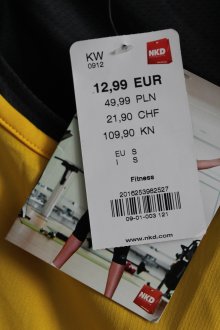 KW
0912
NKD
12,99 EUR
49,99 PLN
21,90 CHF
109,90 KN
EU S
I S
Fitness
2016253982527
09-01-003 121
www.nkd.com
NKD